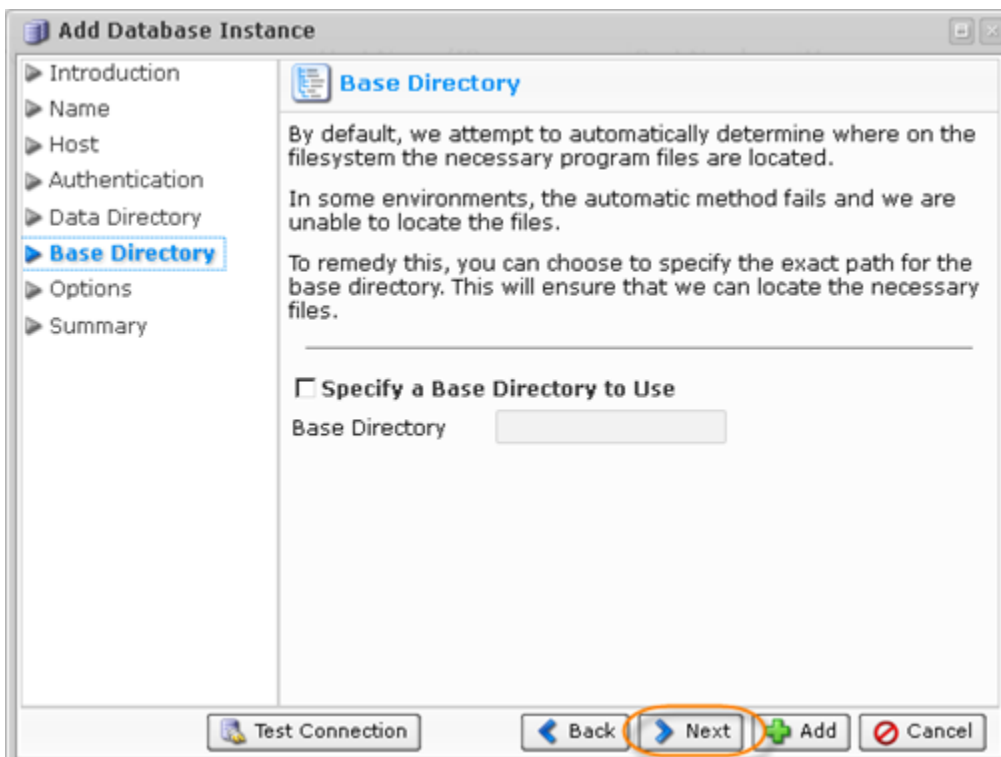 Add Database Instance
Introduction
Name
Host
Authentication
Data Directory
Base Directory
Options
Summary
Base Directory
By default, we attempt to automatically determine where on the
filesystem the necessary program files are located.
In some environments, the automatic method fails and we are
unable to locate the files.
To remedy this, you can choose to specify the exact path for the
base directory. This will ensure that we can locate the necessary
files.
Specify a Base Directory to Use
Base Directory
Test Connection
Back
Next
Add
Cancel